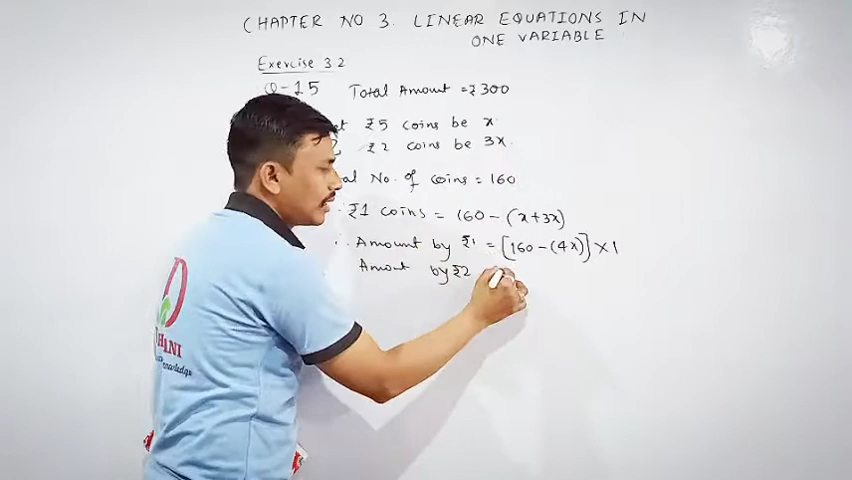 CHAPTER NO 3. LINEAR EQUATIONS IN
ONE VARIABLE
Exercise 3.2
Q-15 Total Amount = ₹300
₹5 coins be x
₹2 coins be 3x
No. of coins = 160
₹1 coins = 160 - (x+3x)
∴ Amount by ₹1 = [160-(4x)] × 1
Amout by ₹2